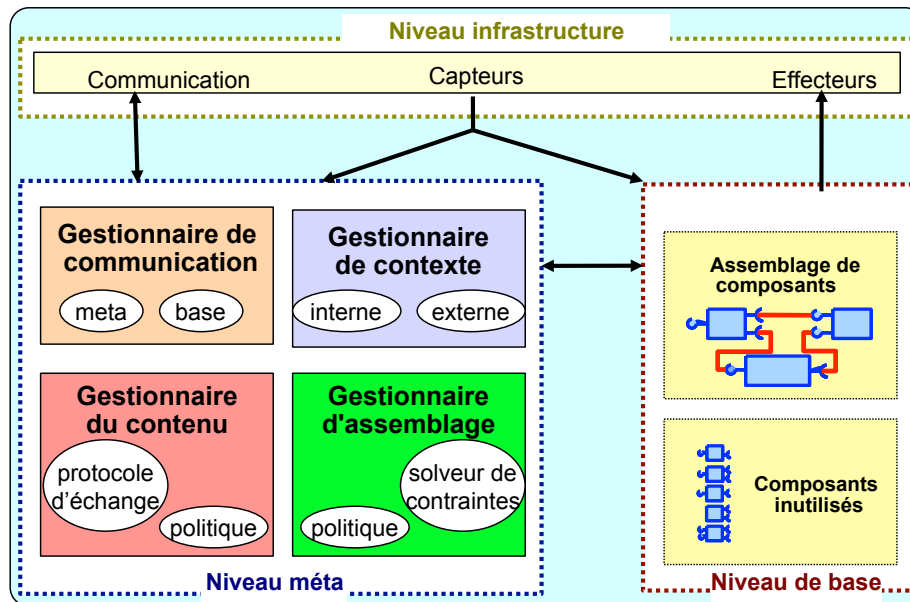 Niveau infrastructure
Communication
Capteurs
Effecteurs
Gestionnaire de
communication
meta
base
Gestionnaire
de contexte
interne
externe
Gestionnaire
du contenu
protocole
d’échange
politique
Gestionnaire
d'assemblage
solveur de
contraintes
politique
Niveau méta
Assemblage de
composants
Composants
inutilisés
Niveau de base